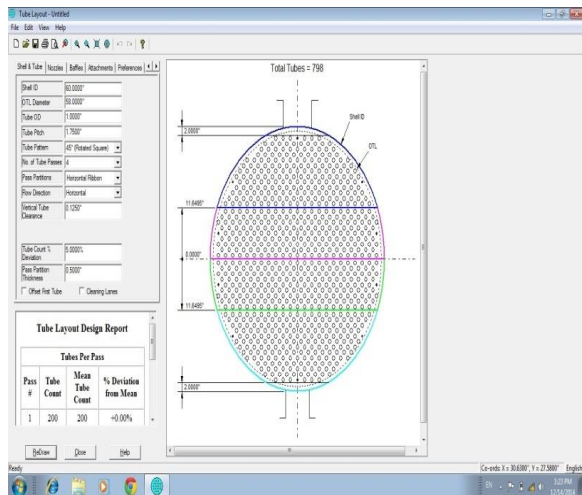 Tube Layout - Untitled
File Edit View Help
Shell & Tube Nozzles Baffles Attachments Preferences
Shell ID 60.0000"
OTL Diameter 58.0000"
Tube OD 1.0000"
Tube Pitch 1.7500"
Tube Pattern 45° (Rotated Square)
No. of Tube Passes 4
Pass Partitions Horizontal Ribbon
Row Direction Horizontal
Vertical Tube Clearance 0.1250"
Tube Count % Deviation 5.0000%
Pass Partition Thickness 0.5000"
Offset First Tube Cleaning Lanes
Tube Layout Design Report
Tubes Per Pass
Pass # Tube Count Mean Tube Count % Deviation from Mean
1 200 200 +0.00%
ReDraw Close Help
Total Tubes = 798
Shell ID
OTL
2.0000"
11.6495"
0.0000"
11.6495"
2.0000"
Ready Co-ords: X = 30.6300", Y = 27.5800" English
EN 3:23 PM